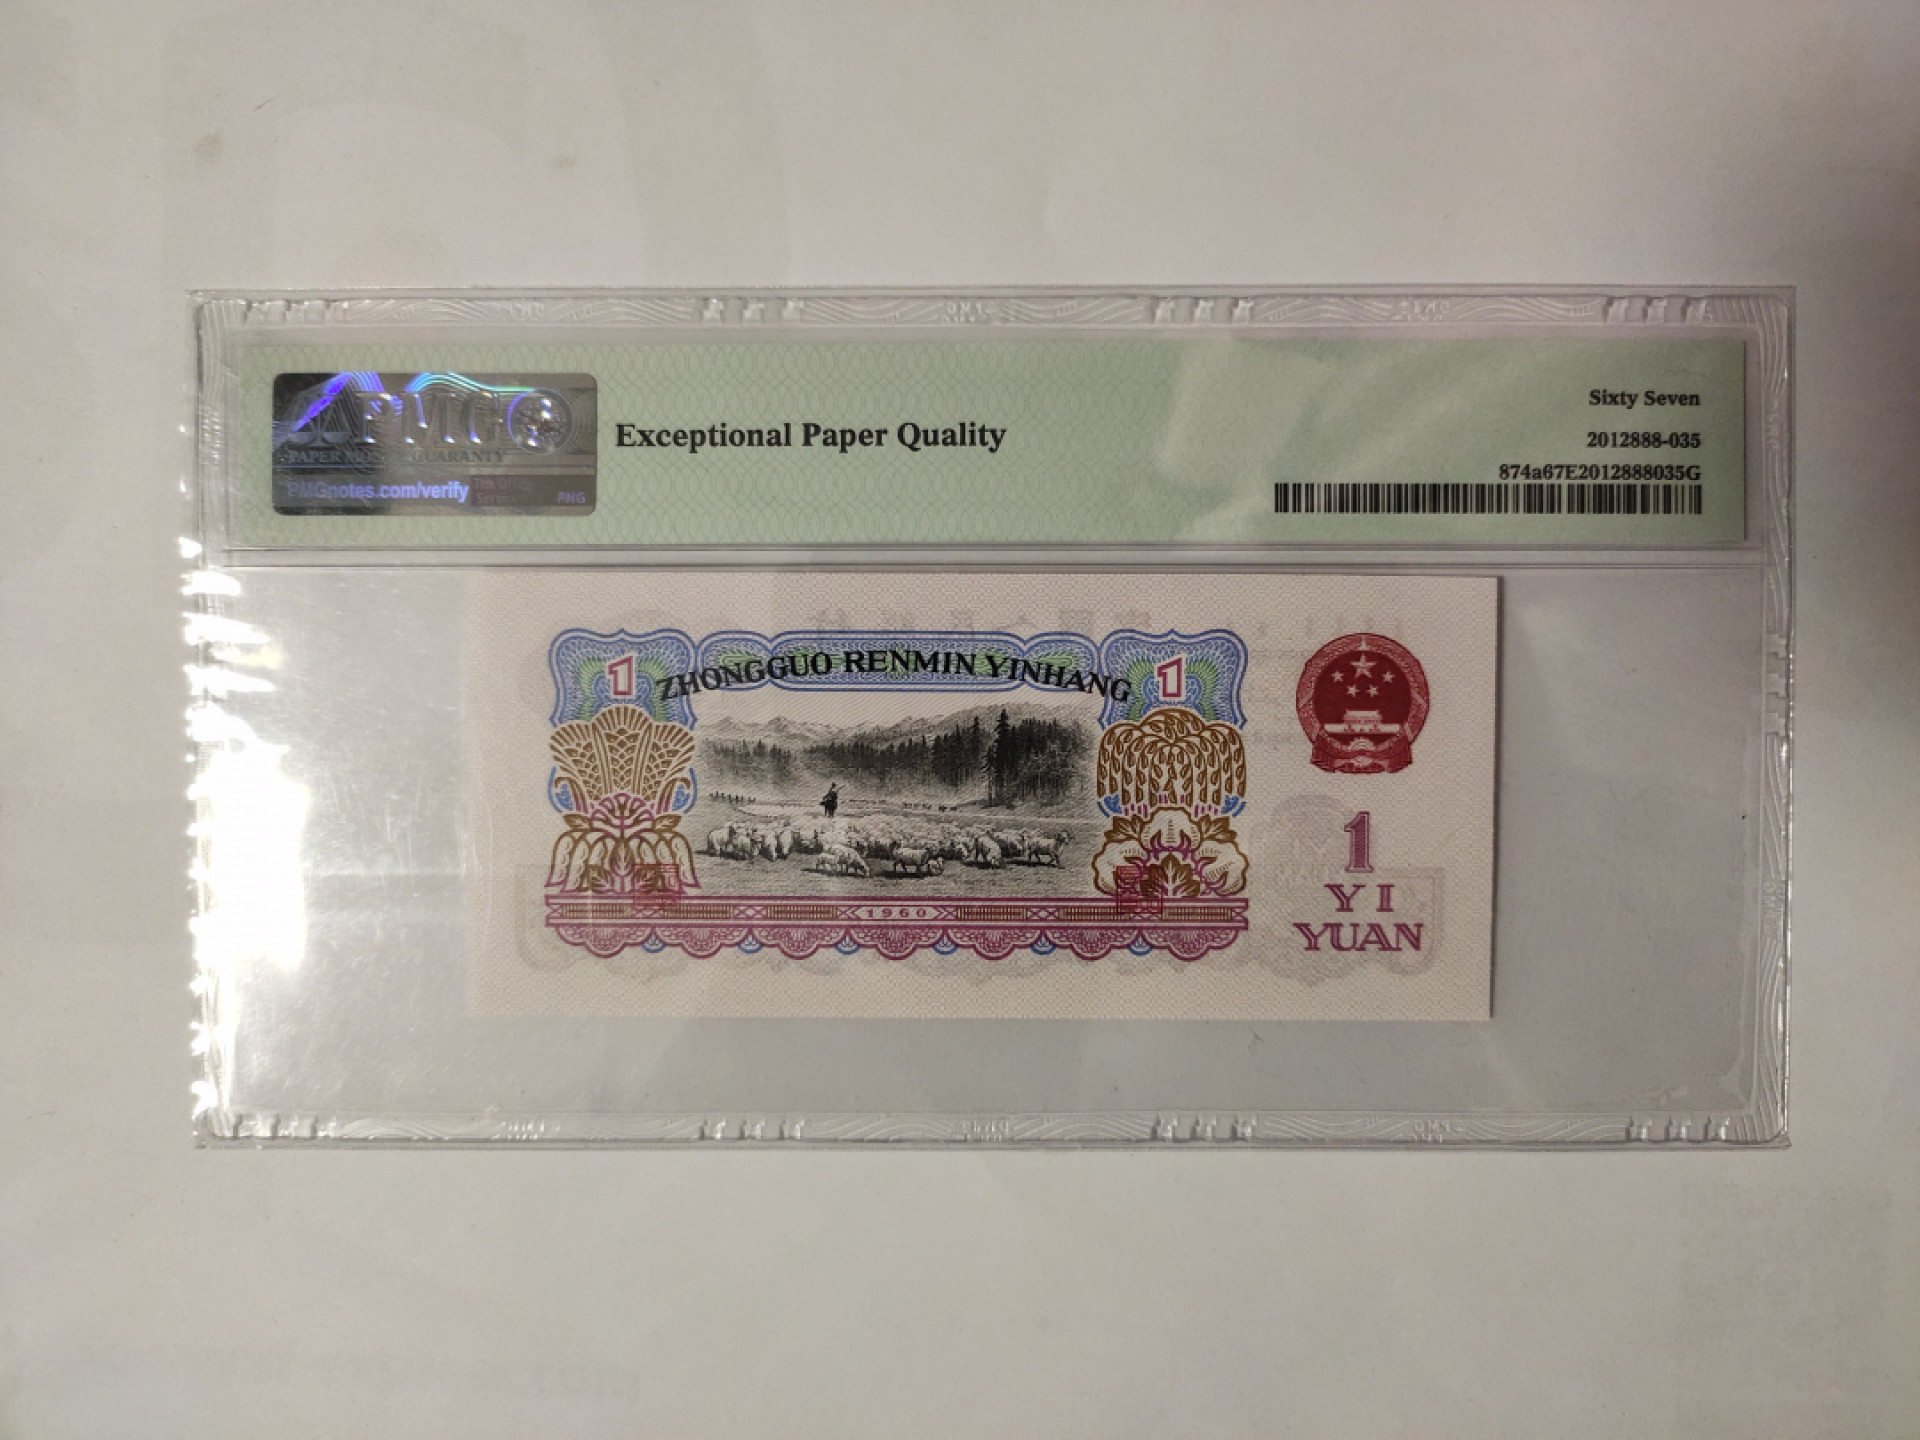 PMG
PAPER MONEY GUARANTY
PMGnotes.com/verify
PNG
Exceptional Paper Quality
Sixty Seven
2012888-035
874a67E2012888035G
1
ZHONGGUO RENMIN YINHANG
1
1960
1
YI
YUAN